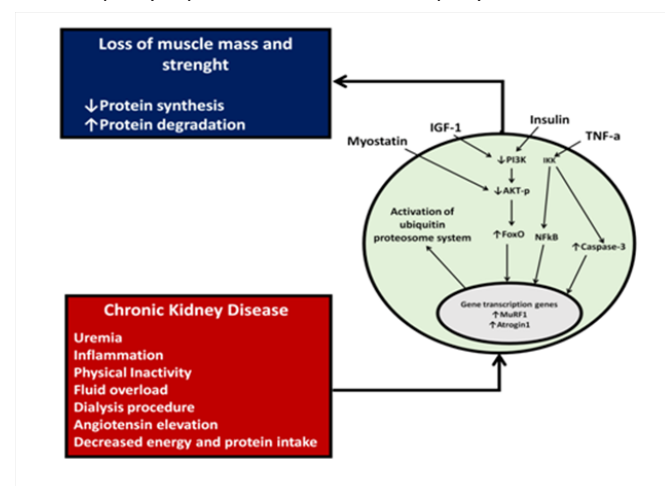 Loss of muscle mass and
strenght
↓Protein synthesis
↑Protein degradation
IGF-1
Insulin
TNF-a
Myostatin
↓PI3K
IKK
↓AKT-p
Activation of
ubiquitin
proteosome system
↑FoxO
NFkB
↑Caspase-3
Gene transcription genes
↑MuRF1
↑Atrogin1
Chronic Kidney Disease
Uremia
Inflammation
Physical Inactivity
Fluid overload
Dialysis procedure
Angiotensin elevation
Decreased energy and protein intake